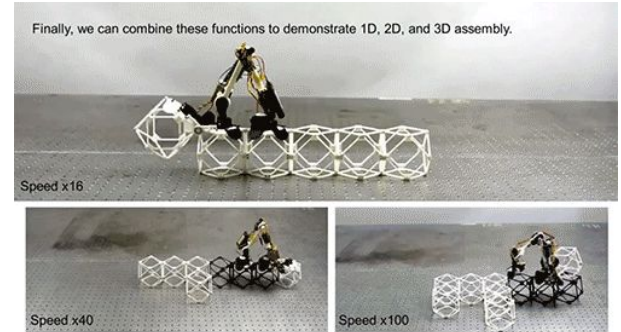 Finally, we can combine these functions to demonstrate 1D, 2D, and 3D assembly.
Speed x16
Speed x40
Speed x100